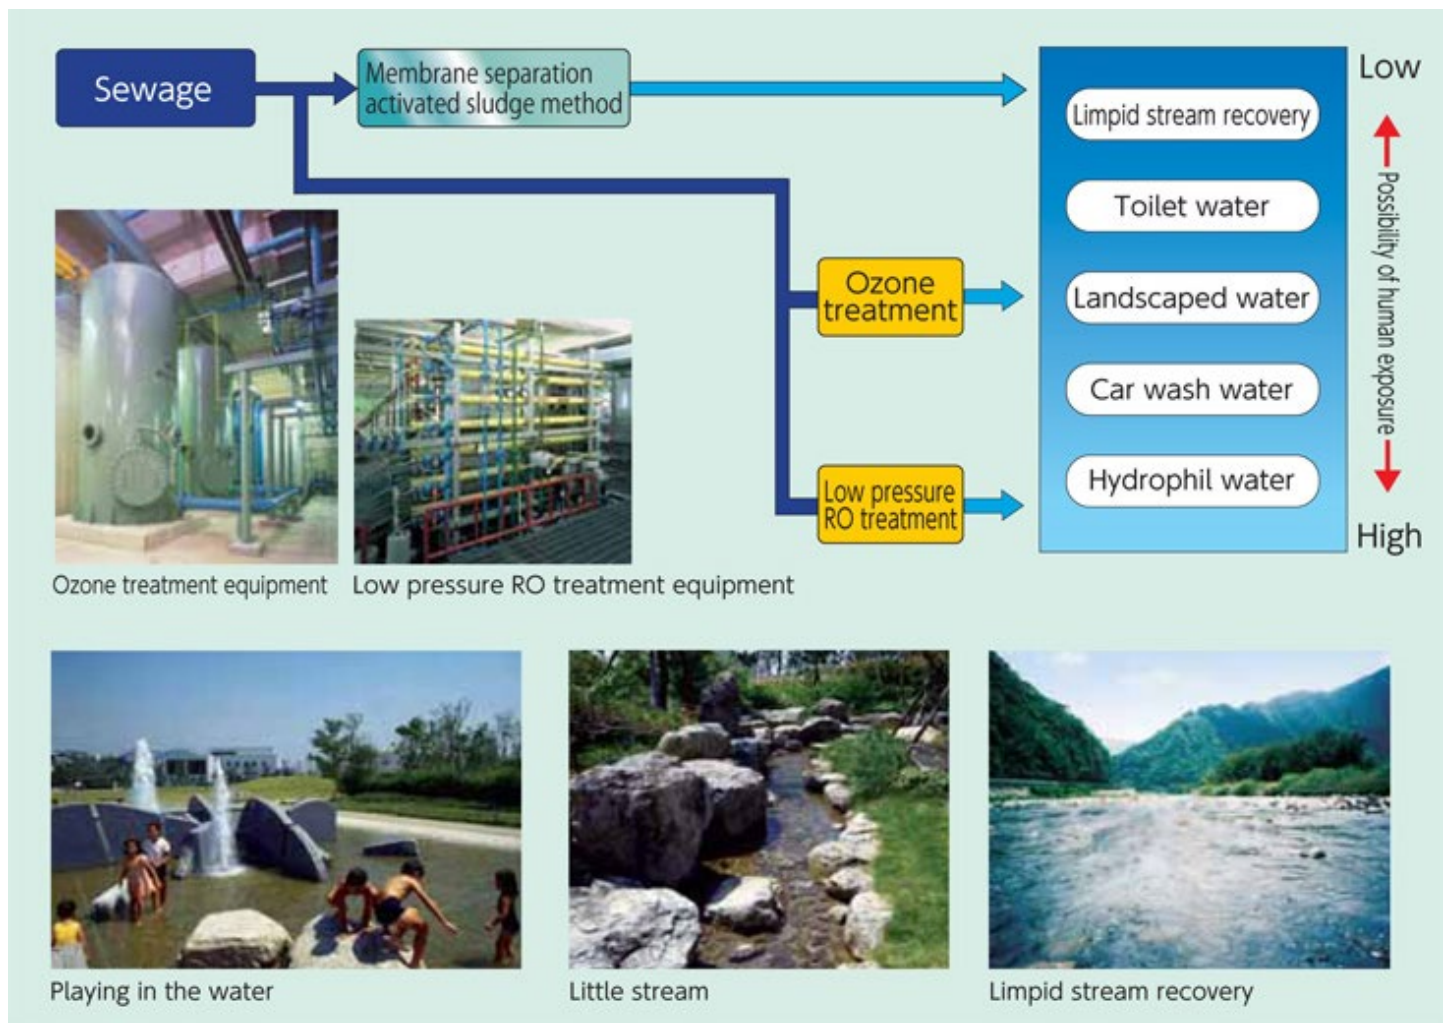 Sewage
Membrane separation
activated sludge method
Ozone
treatment
Low pressure
RO treatment
Limpid stream recovery
Toilet water
Landscaped water
Car wash water
Hydrophil water
Low
Possibility of human exposure
High
Ozone treatment equipment
Low pressure RO treatment equipment
Playing in the water
Little stream
Limpid stream recovery